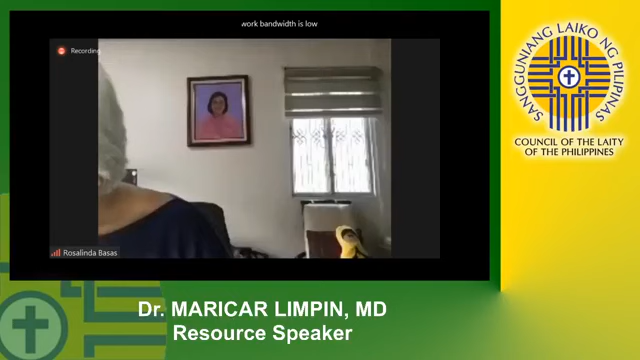 work bandwidth is low
Recording
SANGGUNIANG LAIKO NG PILIPINAS
COUNCIL OF THE LAITY
OF THE PHILIPPINES
Rosalinda Basas
Dr. MARICAR LIMPIN, MD
Resource Speaker